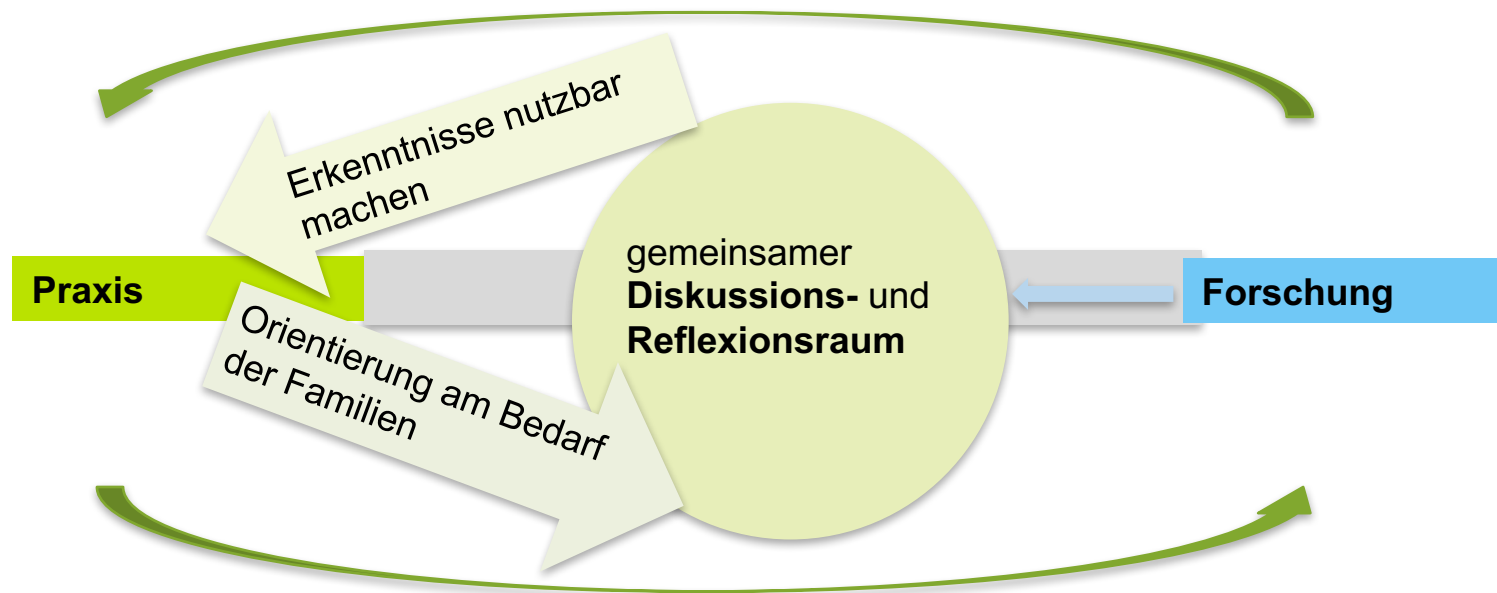 Erkenntnisse nutzbar
machen
Praxis
Orientierung am Bedarf
der Familien
gemeinsamer
Diskussions- und
Reflexionsraum
Forschung